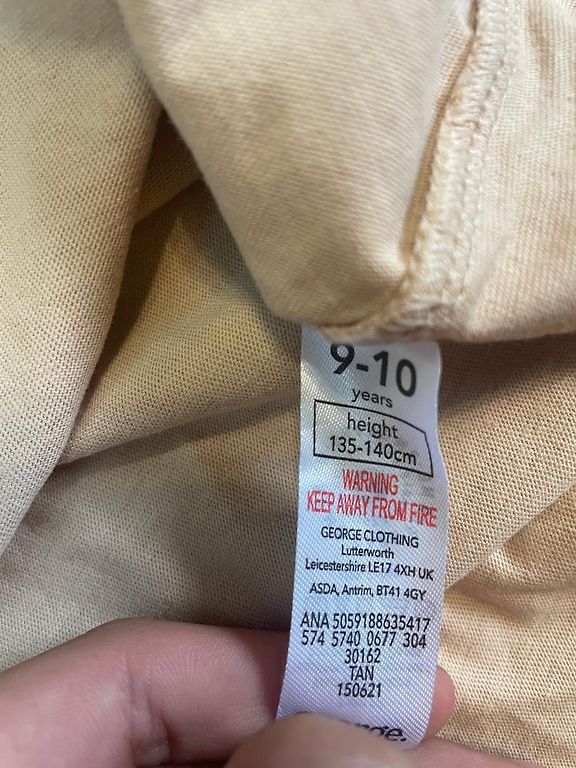 9-10
years
height
135-140cm
WARNING
KEEP AWAY FROM FIRE
GEORGE CLOTHING
Lutterworth
Leicestershire LE17 4XH UK
ASDA, Antrim, BT41 4GY
ANA 5059188635417
574 5740 0677 304
30162
TAN
150621